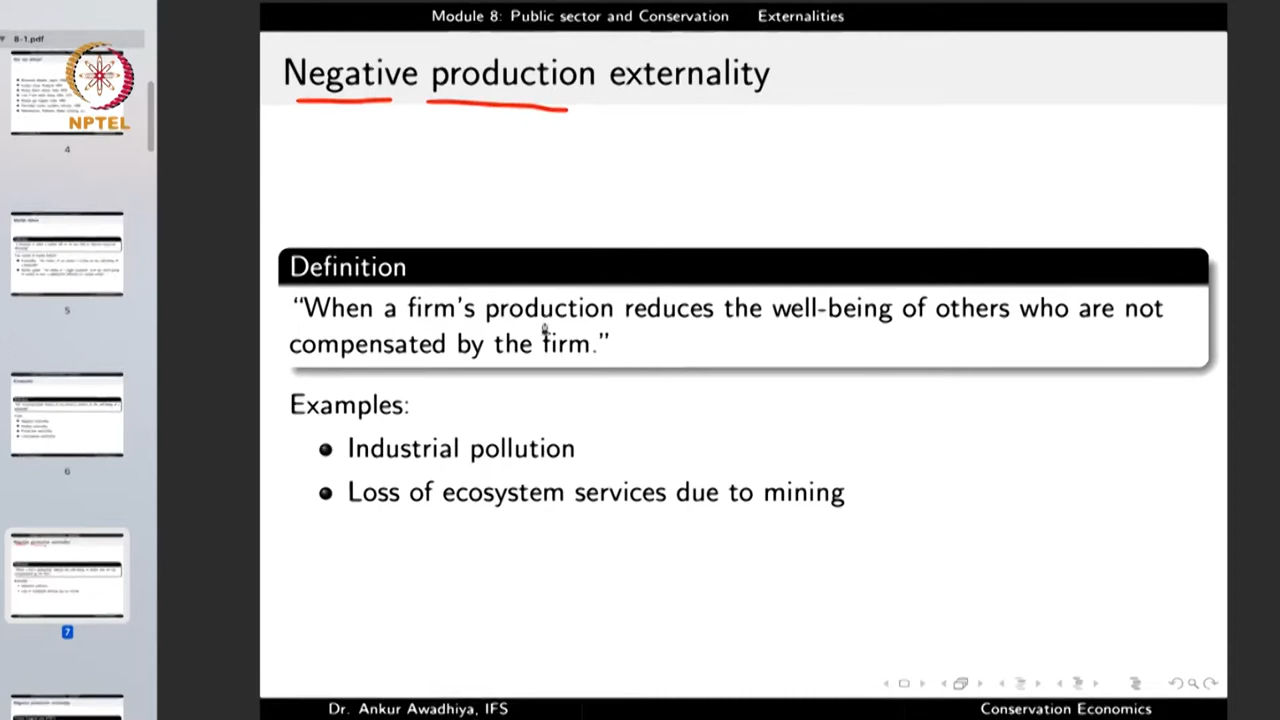 Module 8: Public sector and Conservation Externalities
8-1.pdf
NPTEL
4
5
6
7
Negative production externality
Definition
“When a firm's production reduces the well-being of others who are not
compensated by the firm.”
Examples:
Industrial pollution
Loss of ecosystem services due to mining
Dr. Ankur Awadhiya, IFS
Conservation Economics